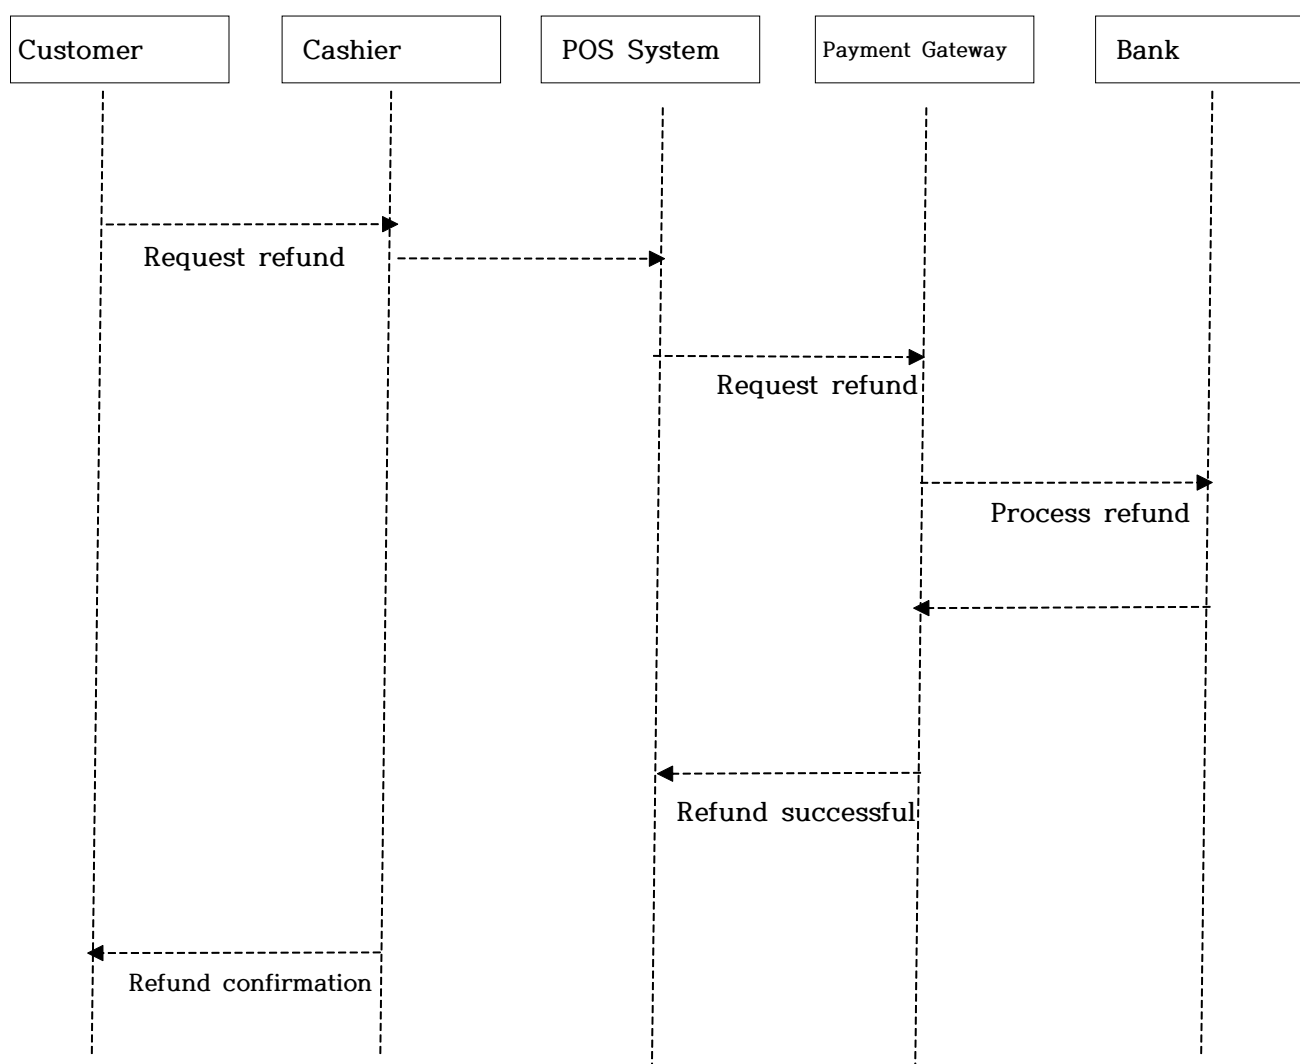 Customer
Cashier
POS System
Payment Gateway
Bank
Request refund
Request refund
Process refund
Refund successful
Refund confirmation